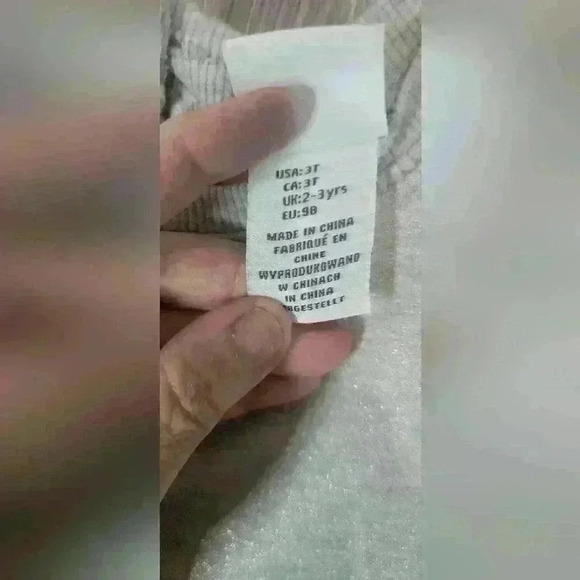 USA:3T
CA:3T
UK:2-3yrs
EU:98
MADE IN CHINA
FABRIQUÉ EN
CHINE
WYPRODUKOWANO
W CHINACH
IN CHINA